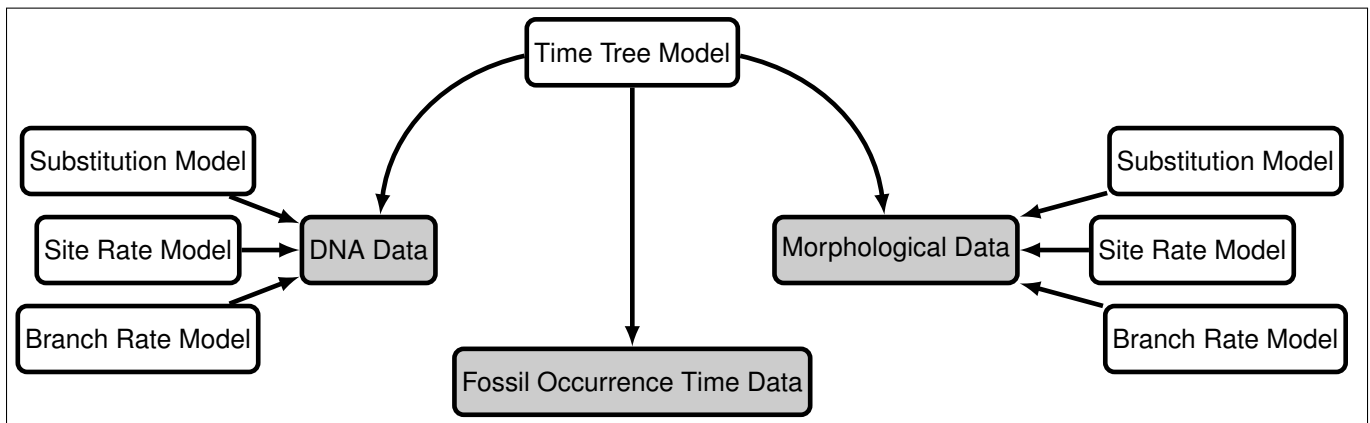 Time Tree Model
Substitution Model
Site Rate Model
Branch Rate Model
DNA Data
Morphological Data
Substitution Model
Site Rate Model
Branch Rate Model
Fossil Occurrence Time Data